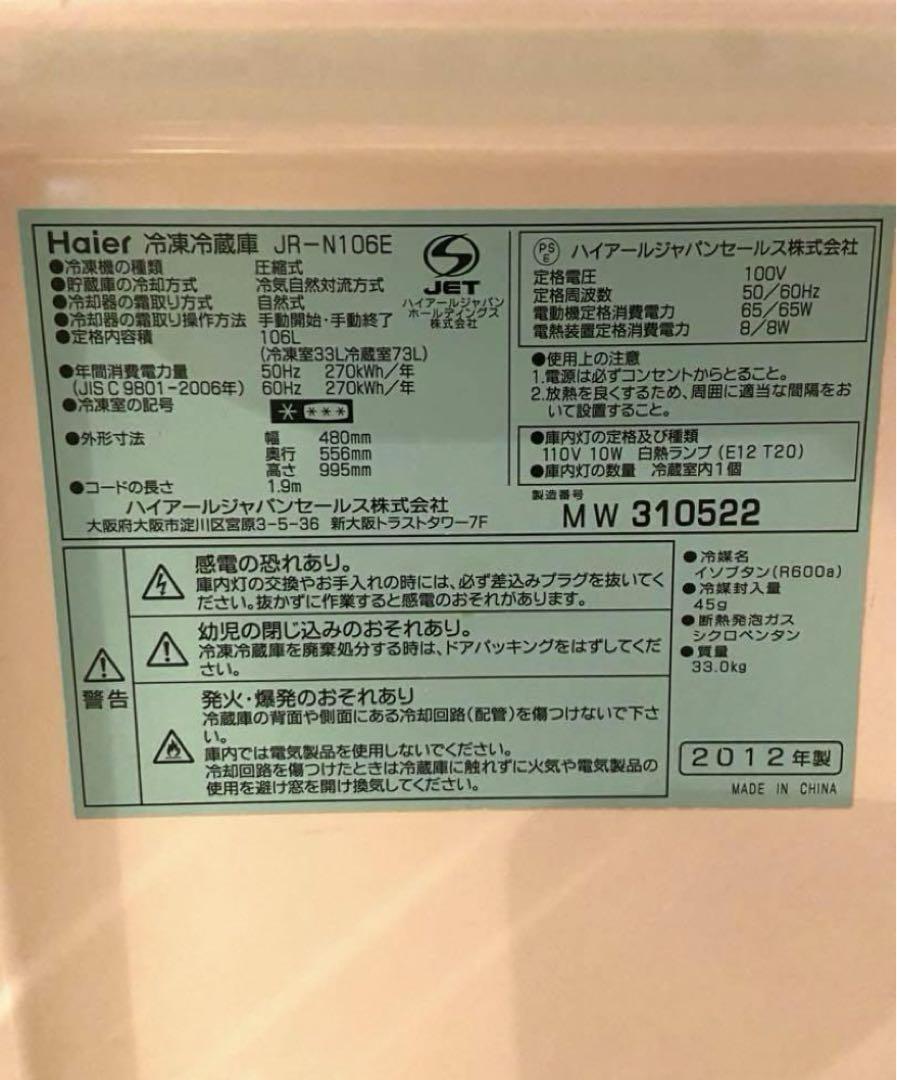 Haier 冷凍冷蔵庫 JR-N106E
●冷凍機の種類 圧縮式
●貯蔵庫の冷却方式 冷気自然対流方式
●冷却器の霜取り方式 自然式
●冷却器の霜取り操作方法 手動開始・手動終了
●定格内容積 106L
(冷凍室33L冷蔵室73L)
●年間消費電力量 50Hz 270kWh/年
(JIS C 9801-2006年) 60Hz 270kWh/年
●冷凍室の記号 * ***
●外形寸法 幅 480mm
奥行 556mm
高さ 995mm
●コードの長さ 1.9m
ハイアールジャパンセールス株式会社
大阪府大阪市淀川区宮原3-5-36 新大阪トラストタワー7F
S
JET
ハイアールジャパン
ホールディングス
株式会社
PS
E ハイアールジャパンセールス株式会社
定格電圧 100V
定格周波数 50/60Hz
電動機定格消費電力 65/65W
電熱装置定格消費電力 8/8W
●使用上の注意
1.電源は必ずコンセントからとること。
2.放熱を良くするため、周囲に適当な間隔をお
いて設置すること。
●庫内灯の定格及び種類
110V 10W 白熱ランプ (E12 T20)
●庫内灯の数量 冷蔵室内1個
製造番号
MW 310522
警告
感電の恐れあり。
庫内灯の交換やお手入れの時には、必ず差込みプラグを抜いてく
ださい。抜かずに作業すると感電のおそれがあります。
幼児の閉じ込みのおそれあり。
冷凍冷蔵庫を廃棄処分する時は、ドアパッキングをはずしてくだ
さい。
発火・爆発のおそれあり
冷蔵庫の背面や側面にある冷却回路(配管)を傷つけないで下さ
い。
庫内では電気製品を使用しないでください。
冷却回路を傷つけたときは冷蔵庫に触れずに火気や電気製品の
使用を避け窓を開け換気してください。
●冷媒名
イソブタン(R600a)
●冷媒封入量
45g
●断熱発泡ガス
シクロペンタン
●質量
33.0kg
2012年製
MADE IN CHINA